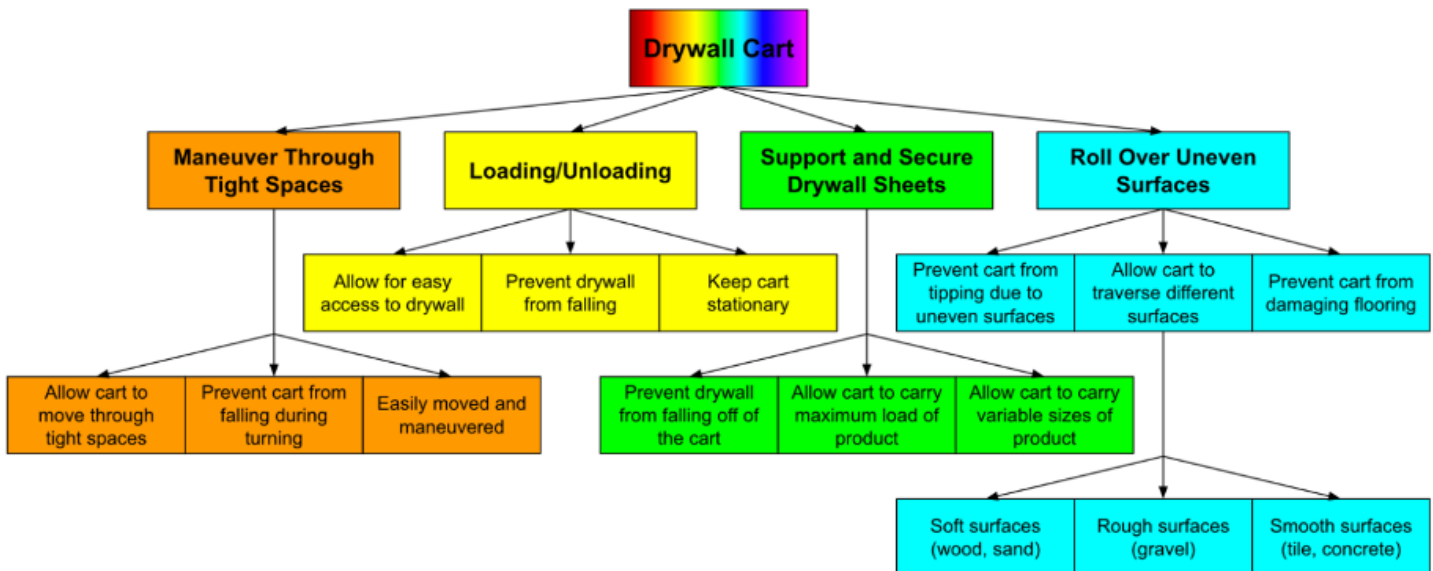 Drywall Cart
Maneuver Through
Tight Spaces
Loading/Unloading
Support and Secure
Drywall Sheets
Roll Over Uneven
Surfaces
Allow for easy
access to drywall
Prevent drywall
from falling
Keep cart
stationary
Prevent cart from
tipping due to
uneven surfaces
Allow cart to
traverse different
surfaces
Prevent cart from
damaging flooring
Allow cart to
move through
tight spaces
Prevent cart from
falling during
turning
Easily moved and
maneuvered
Prevent drywall
from falling off of
the cart
Allow cart to carry
maximum load of
product
Allow cart to carry
variable sizes of
product
Soft surfaces
(wood, sand)
Rough surfaces
(gravel)
Smooth surfaces
(tile, concrete)